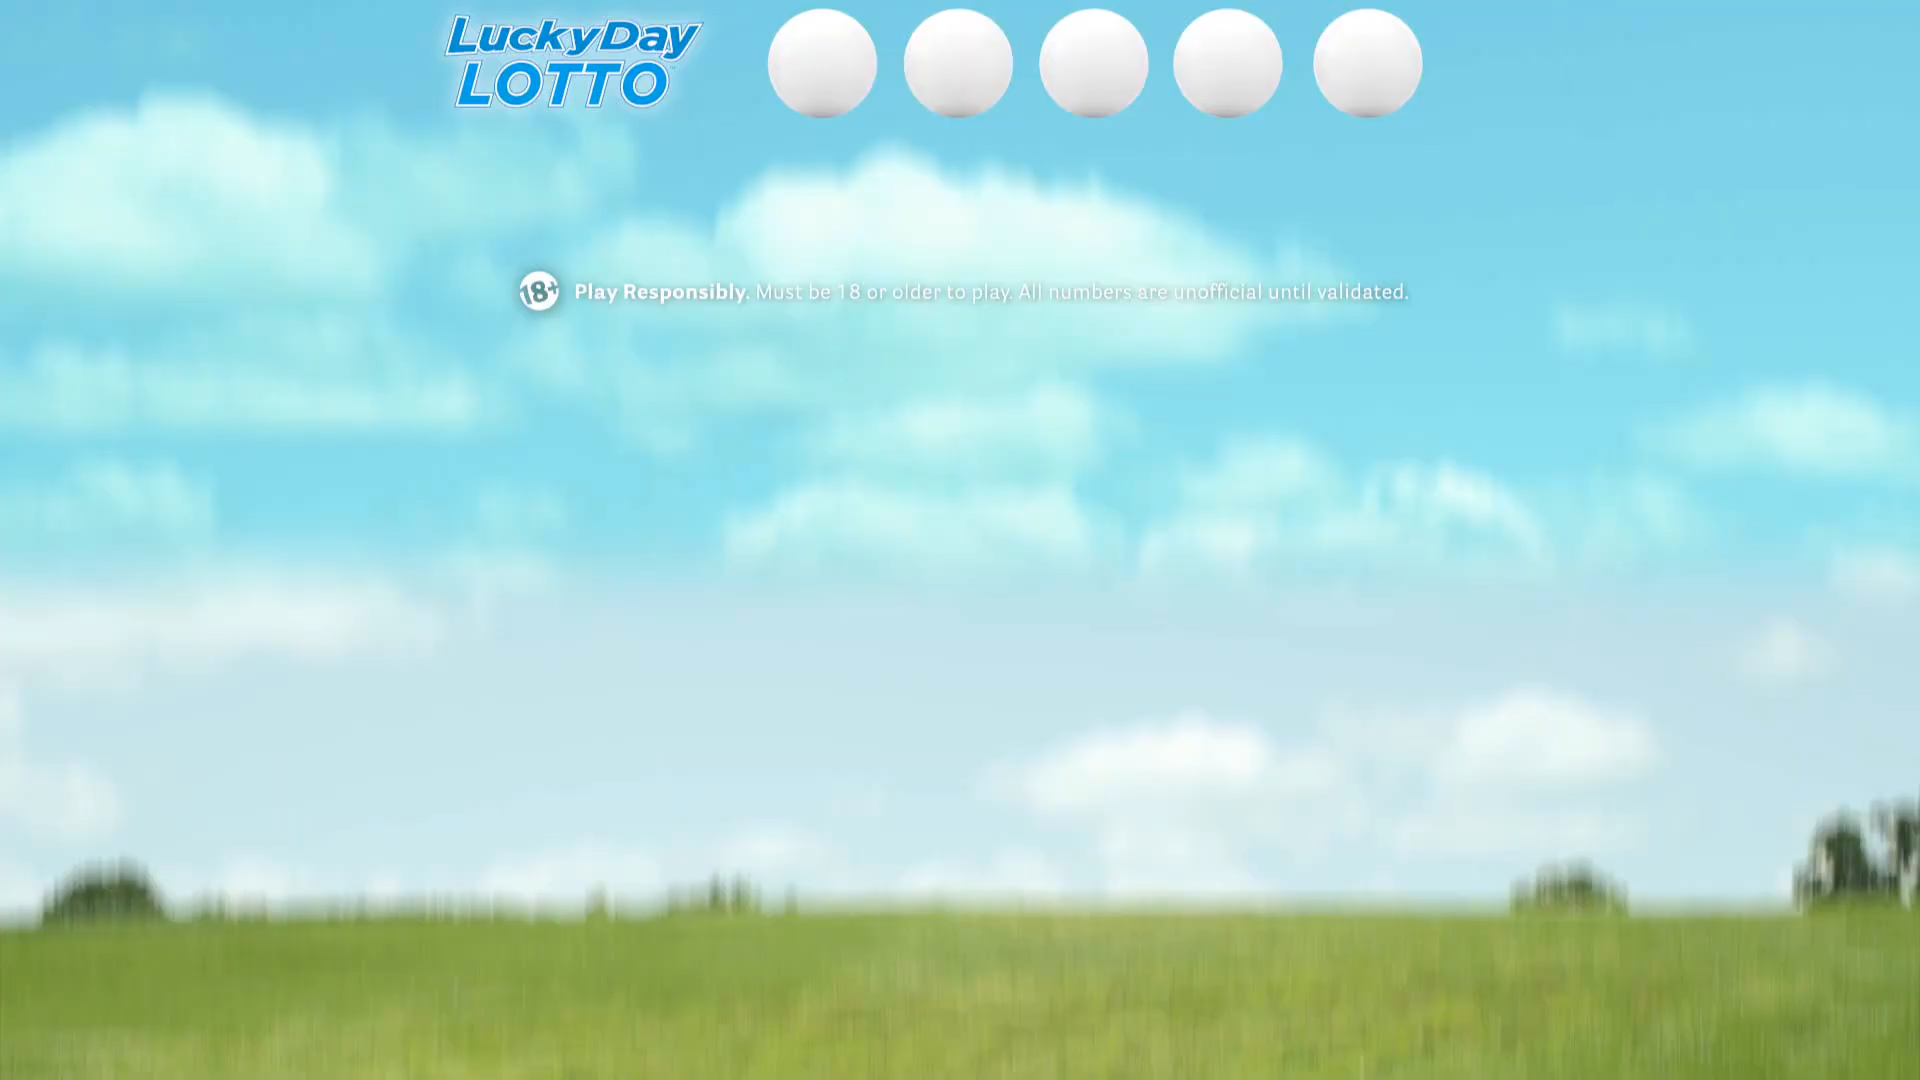 LuckyDay
LOTTO
18+ Play Responsibly. Must be 18 or older to play. All numbers are unofficial until validated.